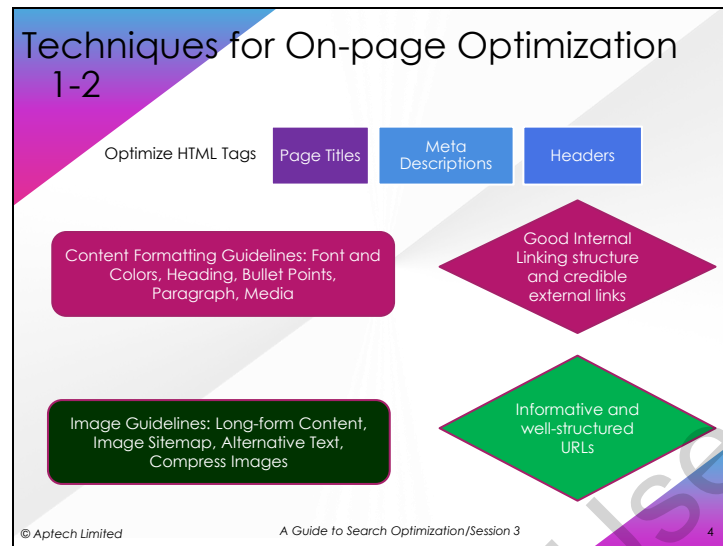 Techniques for On-page Optimization
1-2
Optimize HTML Tags
Page Titles
Meta
Descriptions
Headers
Content Formatting Guidelines: Font and
Colors, Heading, Bullet Points,
Paragraph, Media
Good Internal
Linking structure
and credible
external links
Image Guidelines: Long-form Content,
Image Sitemap, Alternative Text,
Compress Images
Informative and
well-structured
URLs
Use
© Aptech Limited
A Guide to Search Optimization/Session 3
4